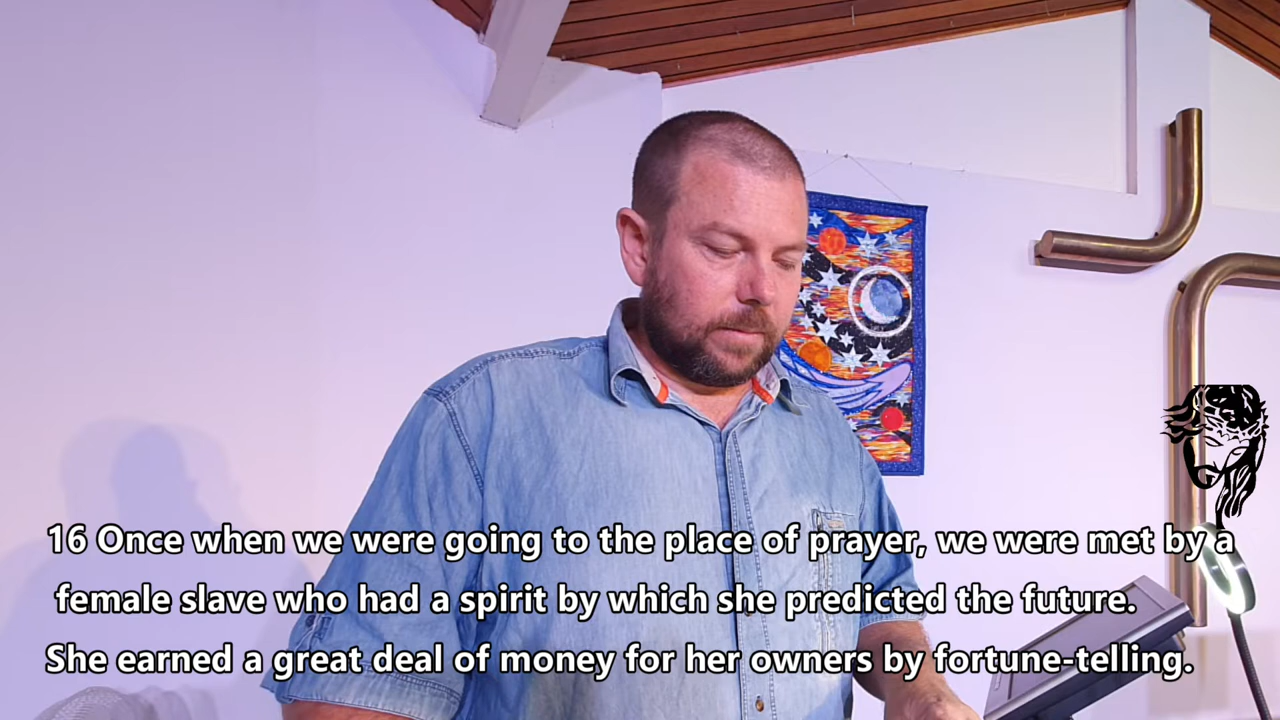 16 Once when we were going to the place of prayer, we were met by a
female slave who had a spirit by which she predicted the future.
She earned a great deal of money for her owners by fortune-telling.